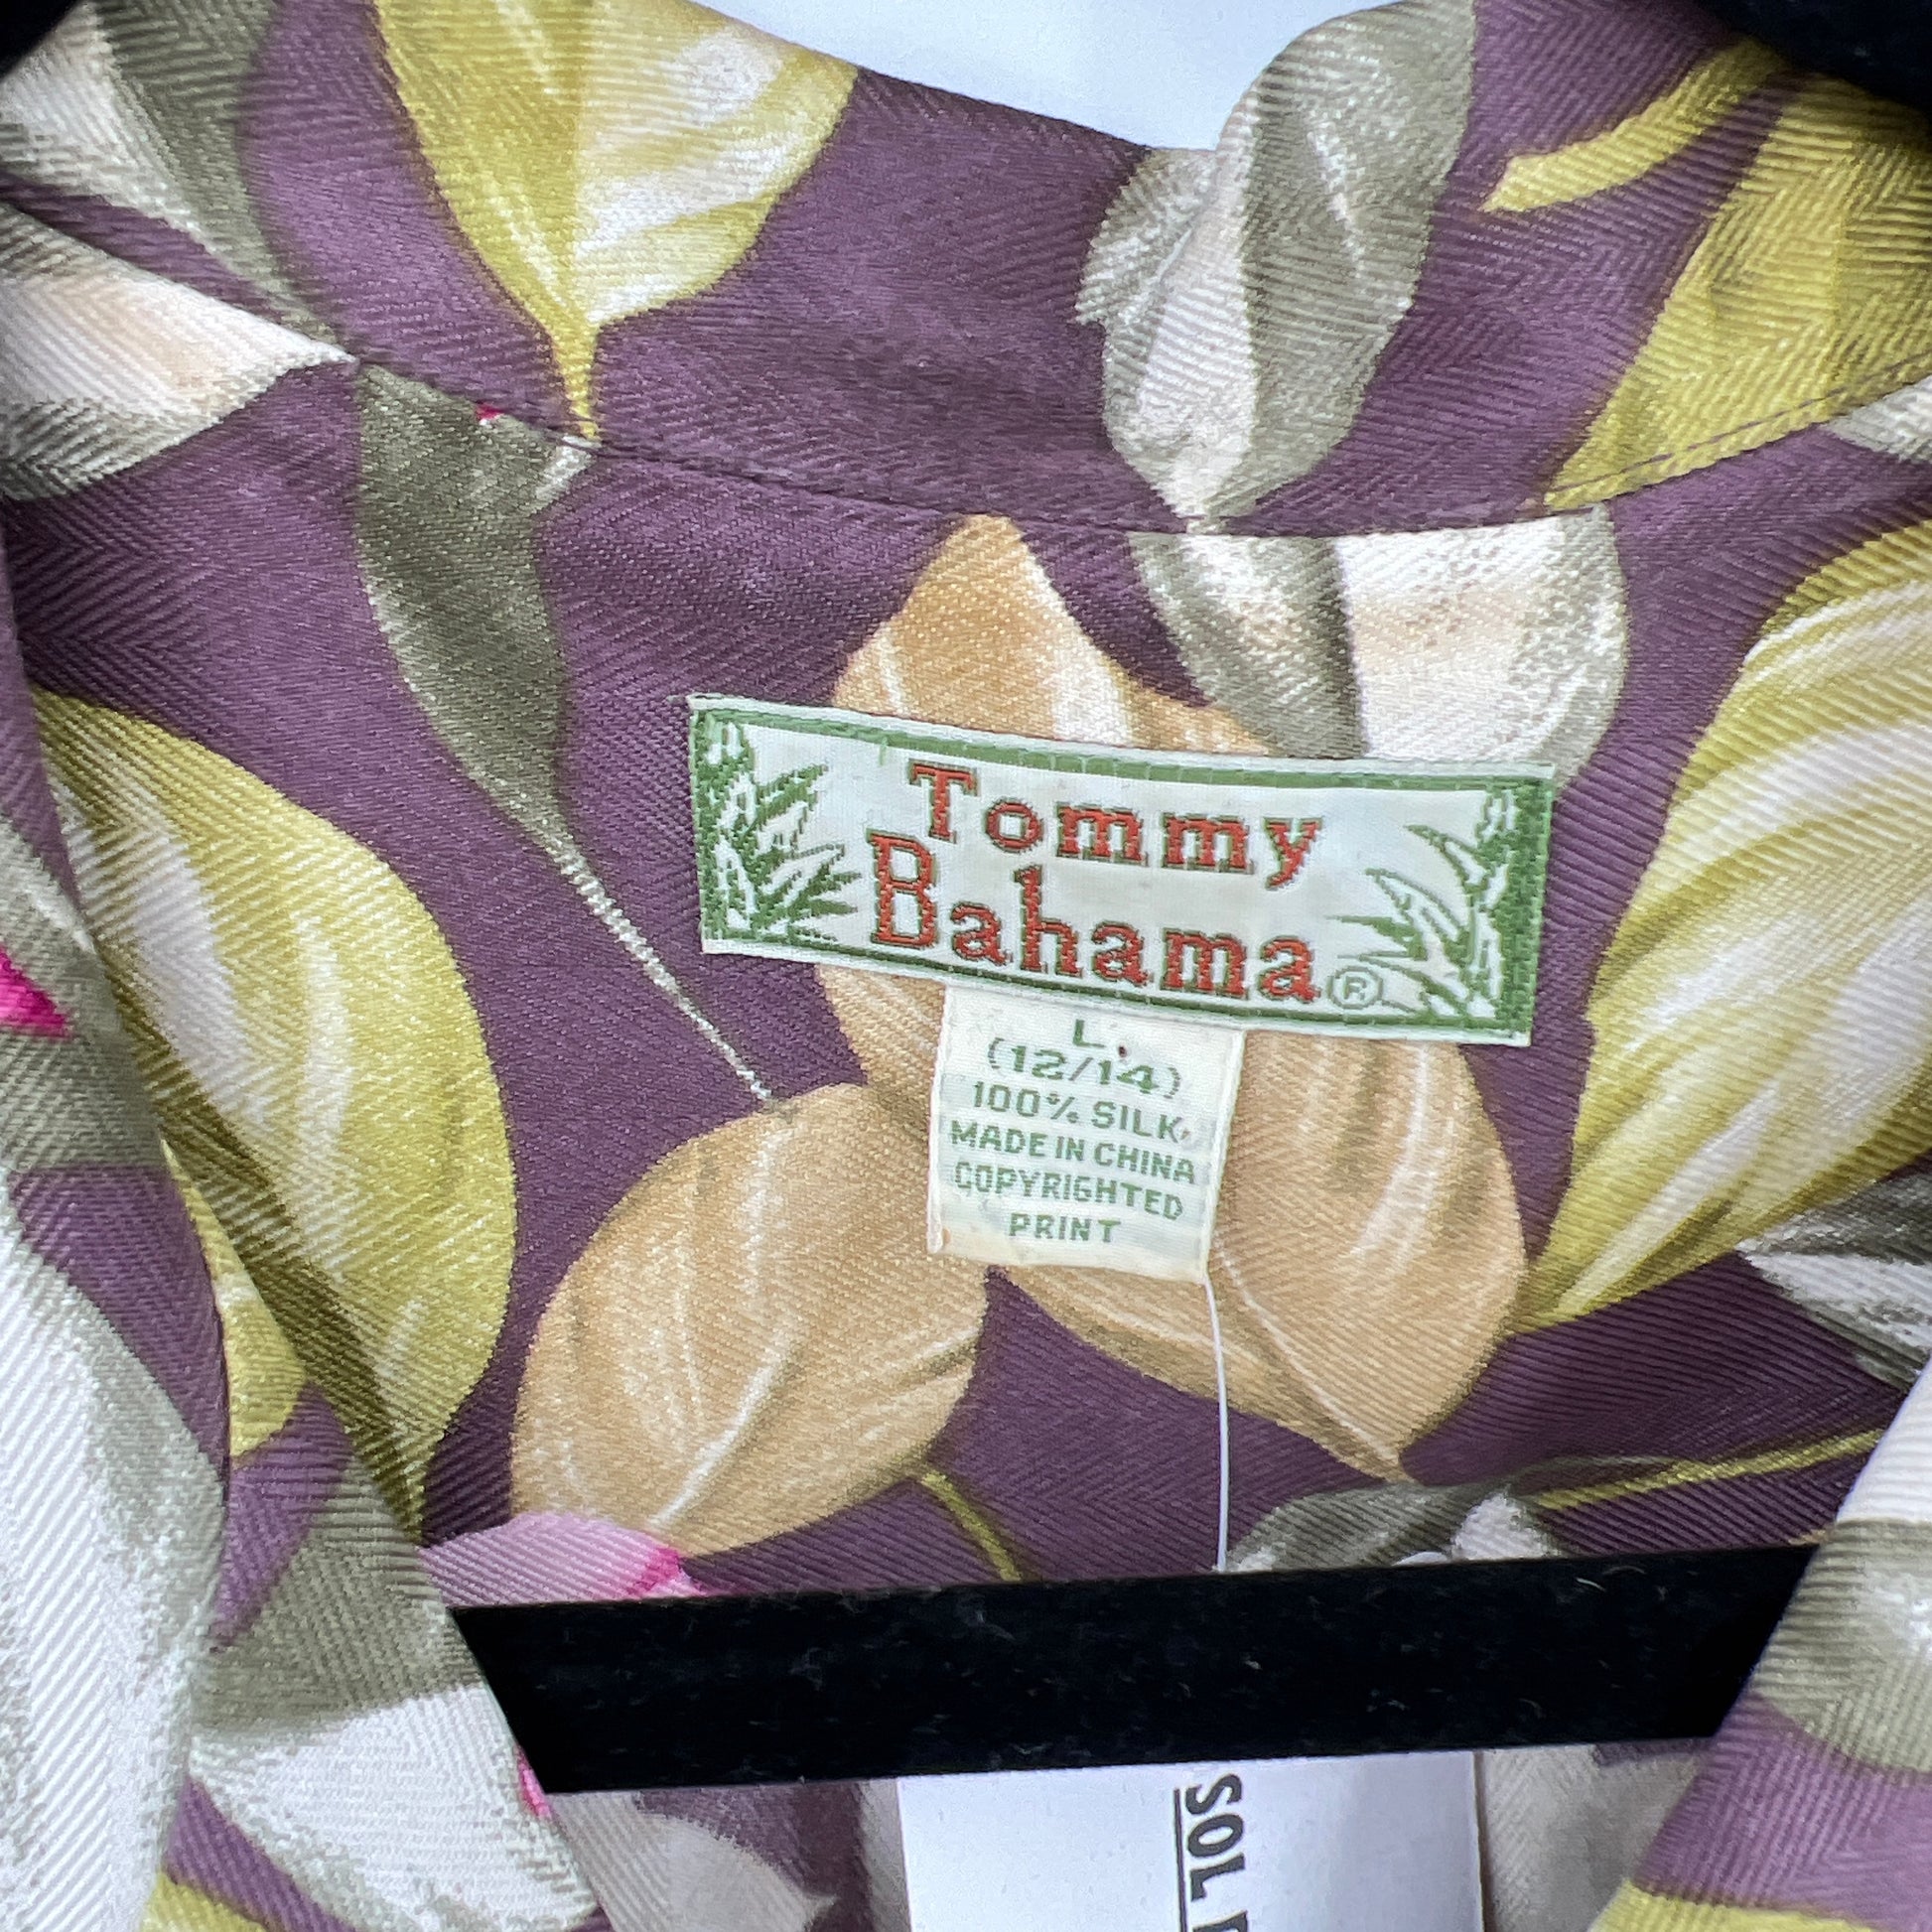 Tommy
Bahama®
L
(12/14)
100% SILK
MADE IN CHINA
COPYRIGHTED
PRINT
SOL